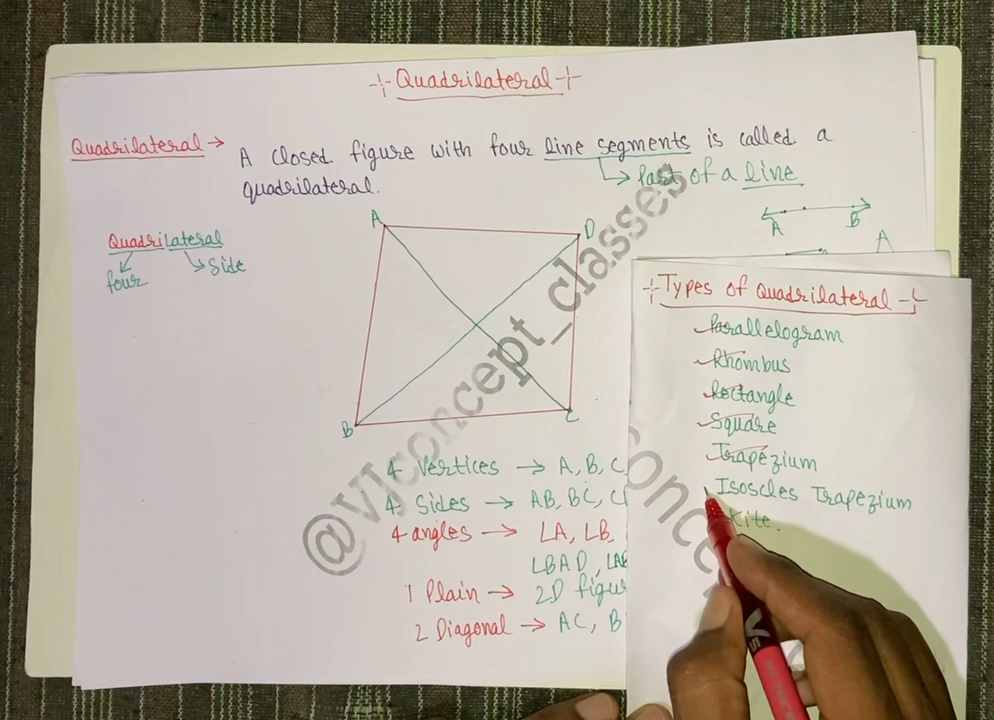 Quadrilateral
Quadrilateral →
A closed figure with four line segments is called a
quadrilateral.
Part of a line
A B
Quadrilateral
four
Side
A
A
D
B
C
4 Vertices → A, B, C
4 Sides → AB, BC, C
4 angles → ∠A, ∠B,
∠BAD, ∠AB
1 Plain → 2D figu
2 Diagonal → AC, B
Types of Quadrilateral
Parallelogram
Rhombus
Rectangle
Square
Trapezium
Isoscles Trapezium
Kite.
@VJconcept_classes